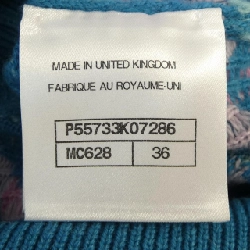 MADE IN UNITED KINGDOM
FABRIQUE AU ROYAUME-UNI
P55733K07286
MC628 36